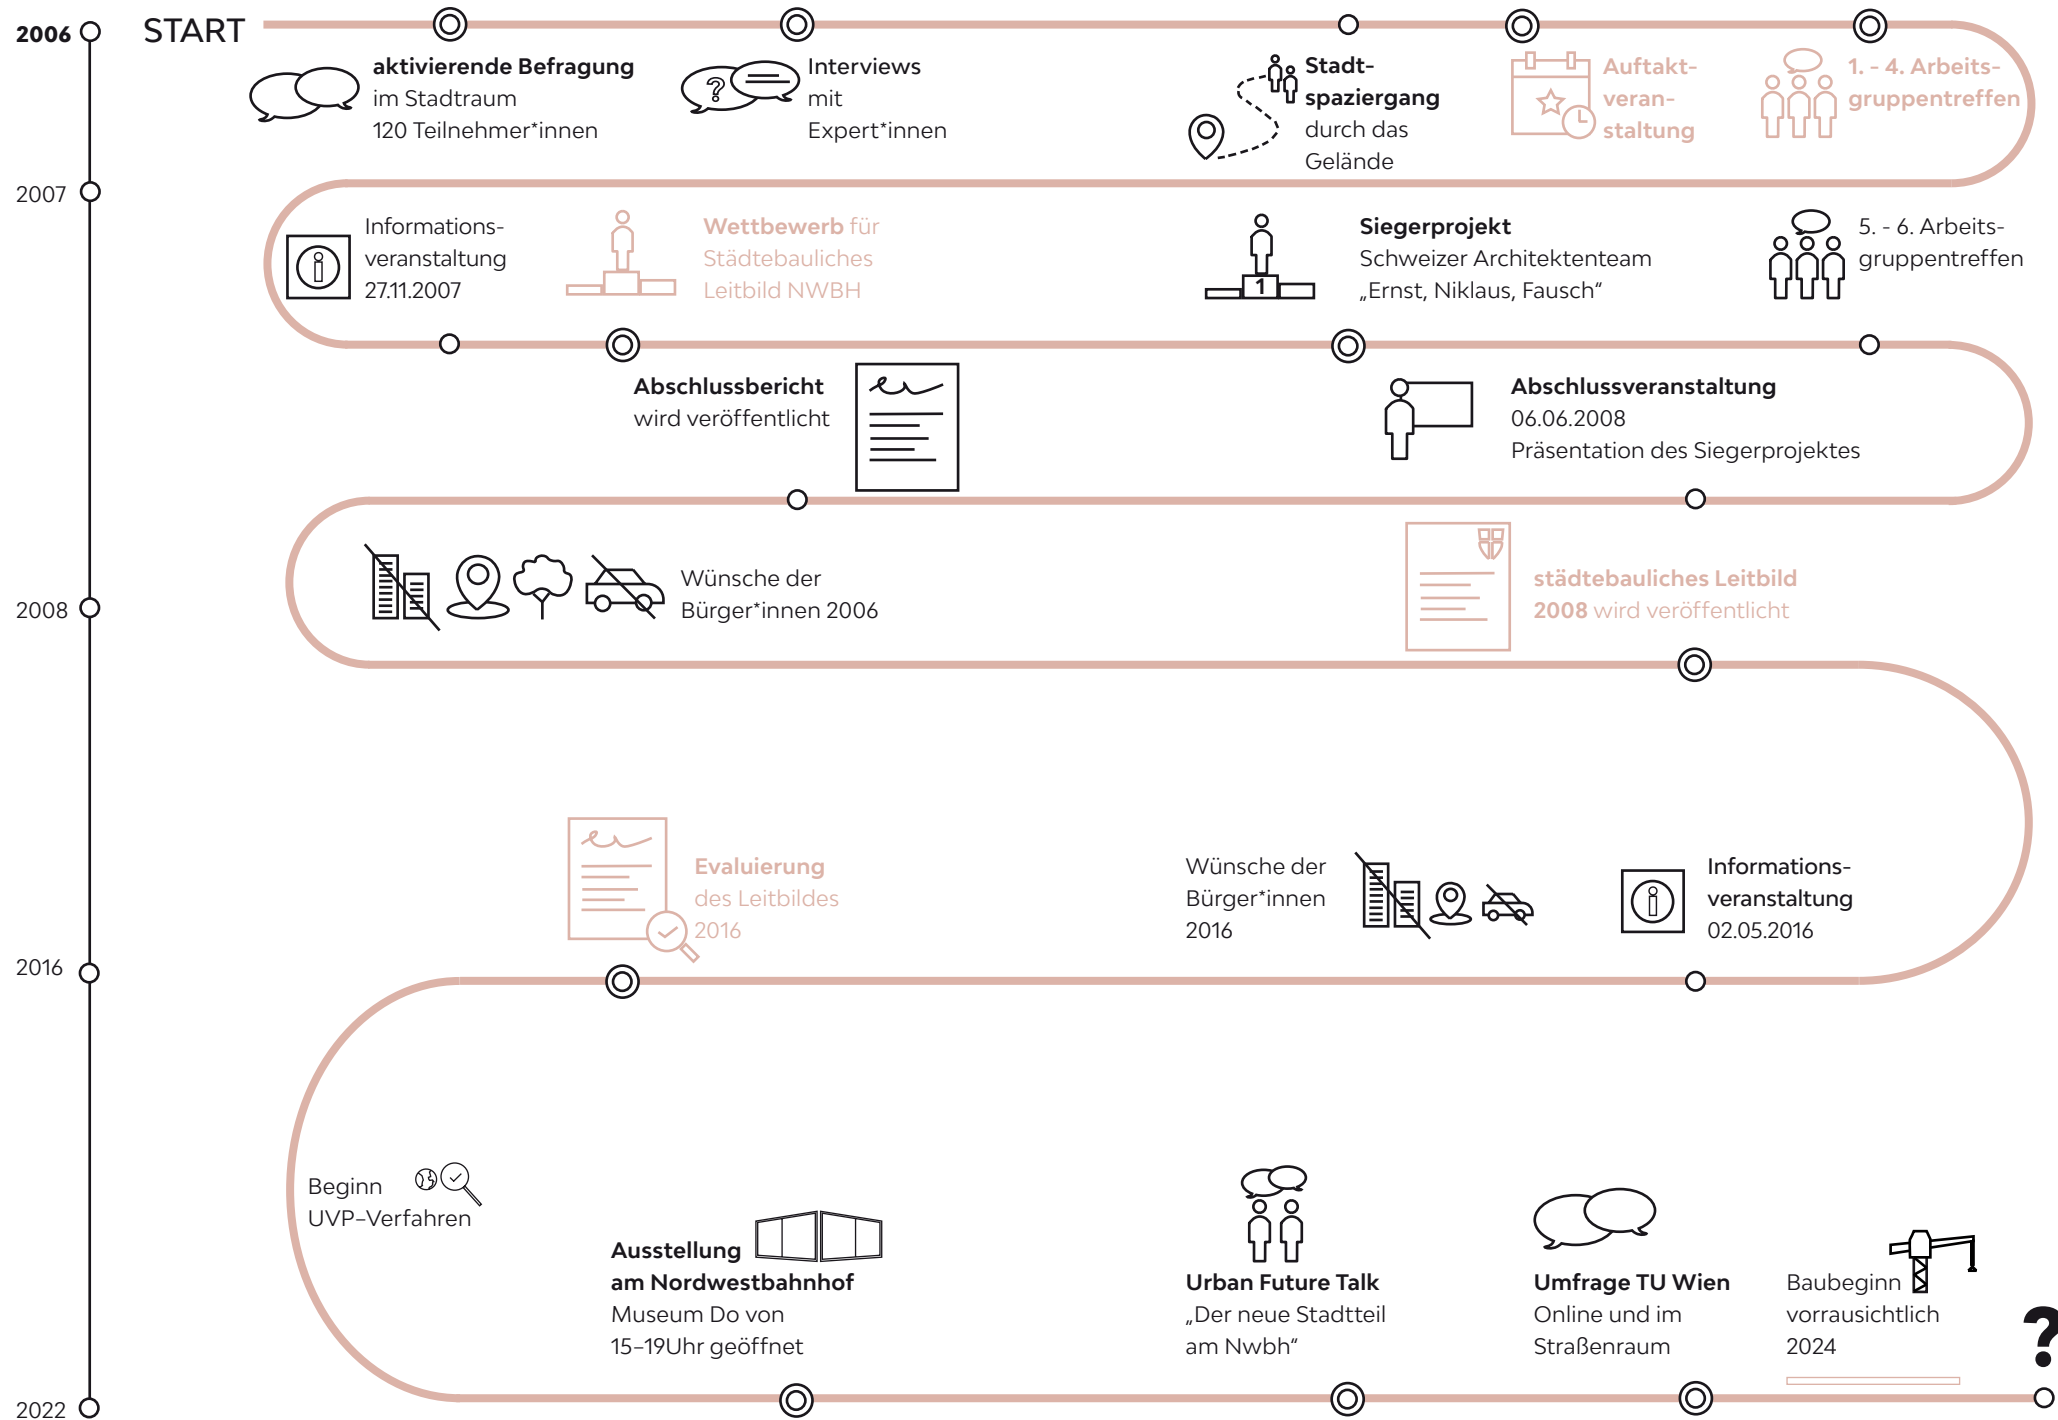 2006
START
aktivierende Befragung
im Stadtraum
120 Teilnehmer*innen
?
Interviews
mit
Expert*innen
Stadt-
spaziergang
durch das
Gelände
Auftakt-
veran-
staltung
1. - 4. Arbeits-
gruppentreffen
2007
Informations-
veranstaltung
27.11.2007
Wettbewerb für
Städtebauliches
Leitbild NWBH
1
Siegerprojekt
Schweizer Architektenteam
„Ernst, Niklaus, Fausch“
5. - 6. Arbeits-
gruppentreffen
Abschlussbericht
wird veröffentlicht
Abschlussveranstaltung
06.06.2008
Präsentation des Siegerprojektes
2008
Wünsche der
Bürger*innen 2006
städtebauliches Leitbild
2008 wird veröffentlicht
Evaluierung
des Leitbildes
2016
Wünsche der
Bürger*innen
2016
Informations-
veranstaltung
02.05.2016
2016
Beginn
UVP-Verfahren
Ausstellung
am Nordwestbahnhof
Museum Do von
15-19Uhr geöffnet
Urban Future Talk
„Der neue Stadtteil
am Nwbh“
Umfrage TU Wien
Online und im
Straßenraum
Baubeginn
vorrausichtlich
2024
?
2022